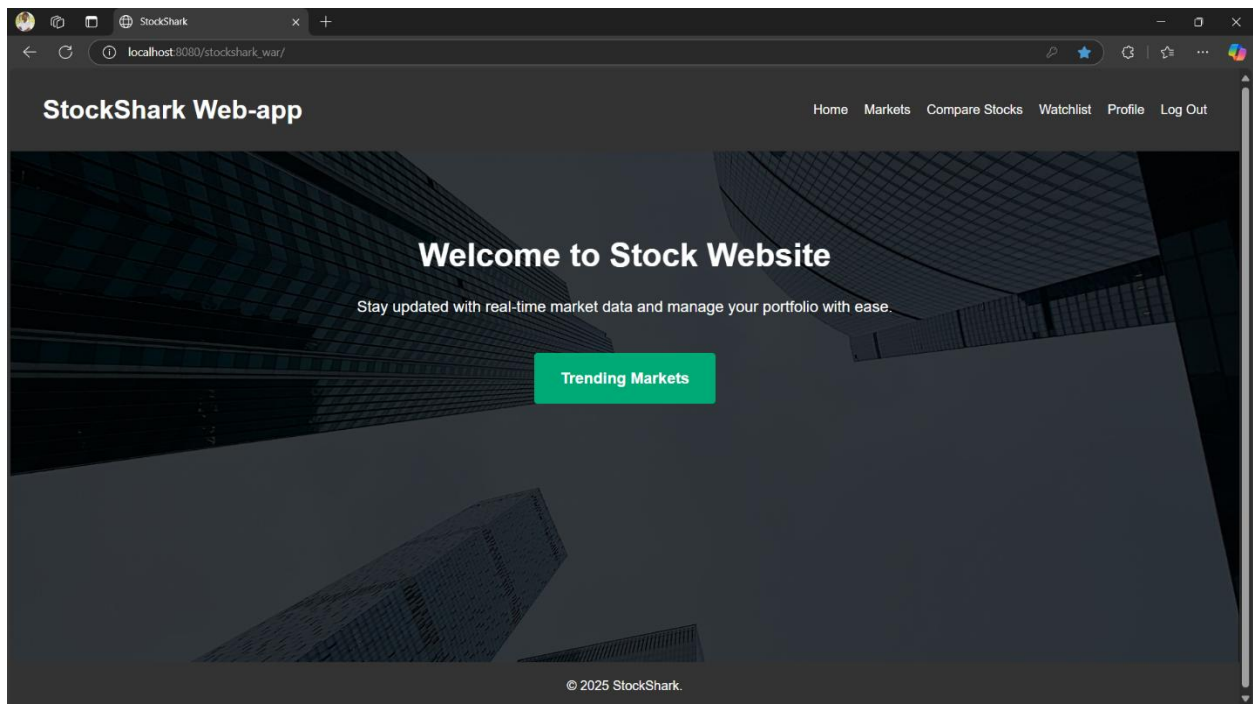 StockShark
localhost:8080/stockshark_war/
StockShark Web-app
Home Markets Compare Stocks Watchlist Profile Log Out
Welcome to Stock Website
Stay updated with real-time market data and manage your portfolio with ease.
Trending Markets
© 2025 StockShark.